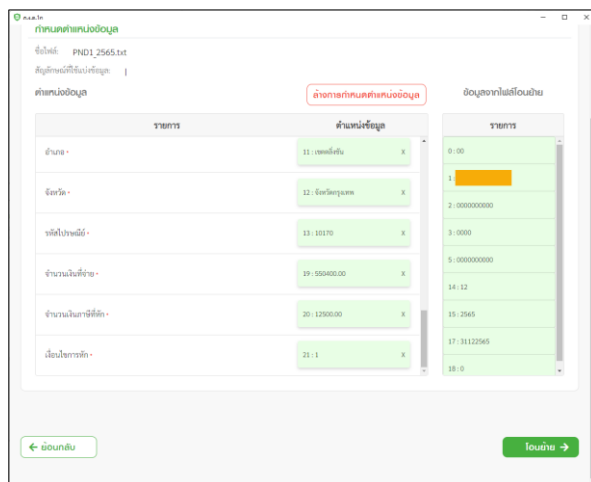 กำหนดตำแหน่งข้อมูล
ชื่อไฟล์: PND1_2565.txt
สัญลักษณ์ที่ใช้แบ่งข้อมูล: |
ตำแหน่งข้อมูล
ล้างการกำหนดตำแหน่งข้อมูล
ข้อมูลจากไฟล์โอนย้าย
รายการ ตำแหน่งข้อมูล รายการ
อำเภอ * 11 : เขตตลิ่งชัน X
จังหวัด * 12 : จังหวัดกรุงเทพ X
รหัสไปรษณีย์ * 13 : 10170 X
จำนวนเงินที่จ่าย * 19 : 550400.00 X
จำนวนเงินภาษีที่หัก * 20 : 12500.00 X
เงื่อนไขการหัก * 21 : 1 X
0 : 00
1 :
2 : 0000000000
3 : 0000
5 : 0000000000
14 : 12
15 : 2565
17 : 31122565
18 : 0
← ย้อนกลับ
โอนย้าย →